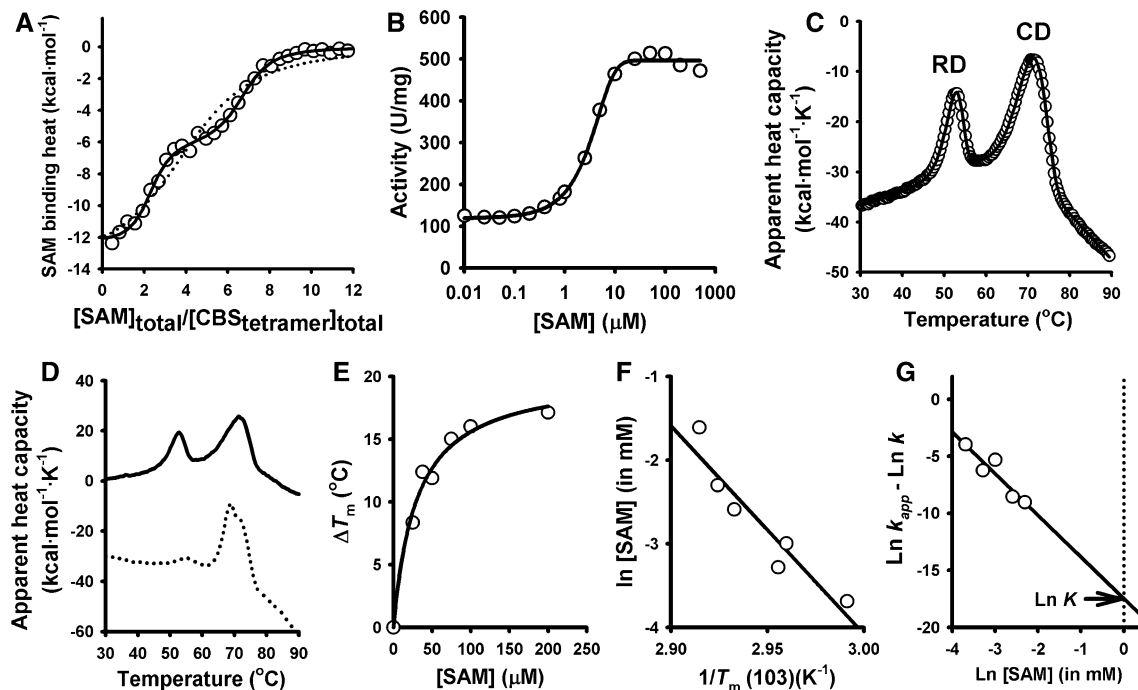 A
SAM binding heat (kcal·mol⁻¹)
0
-2
-4
-6
-8
-10
-12
-14
0 2 4 6 8 10 12
[SAM]total/[CBStetramer]total
B
Activity (U/mg)
600
500
400
300
200
100
0
0.01 0.1 1 10 100 1000
[SAM] (μM)
C
Apparent heat capacity
(kcal·mol⁻¹·K⁻¹)
0
-10
-20
-30
-40
-50
RD
CD
30 40 50 60 70 80 90
Temperature (°C)
D
Apparent heat capacity
(kcal·mol⁻¹·K⁻¹)
40
20
0
-20
-40
-60
30 40 50 60 70 80 90
Temperature (°C)
E
ΔTm (°C)
20
15
10
5
0
0 50 100 150 200 250
[SAM] (μM)
F
ln [SAM] (in mM)
-1
-2
-3
-4
2.90 2.95 3.00
1/Tm (103)(K⁻¹)
G
Ln kapp - Ln k
0
-5
-10
-15
-20
Ln K
-4 -3 -2 -1 0
Ln [SAM] (in mM)